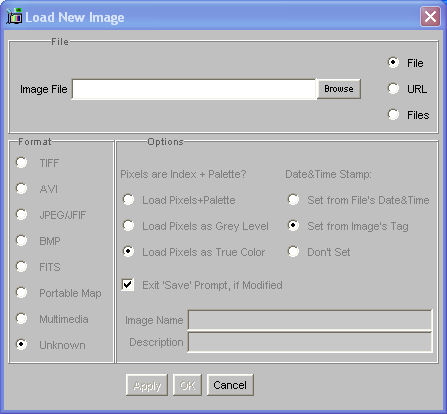 Load New Image
File
Image File
Browse
File
URL
Files
Format
TIFF
AVI
JPEG/JFIF
BMP
FITS
Portable Map
Multimedia
Unknown
Options
Pixels are Index + Palette?
Date&Time Stamp:
Load Pixels+Palette
Set from File's Date&Time
Load Pixels as Grey Level
Set from Image's Tag
Load Pixels as True Color
Don't Set
Exit 'Save' Prompt, if Modified
Image Name
Description
Apply
OK
Cancel